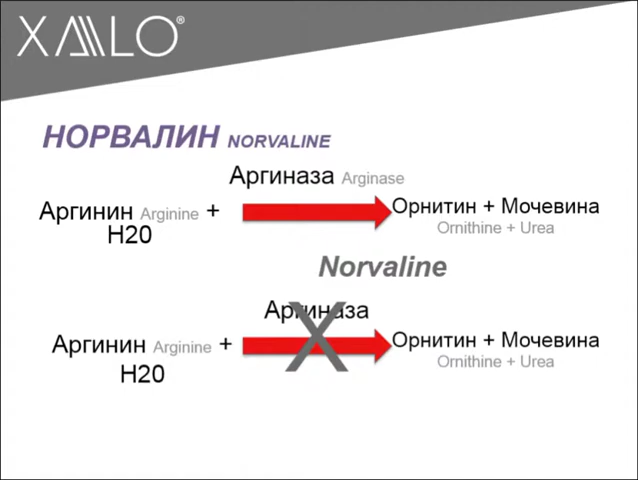 XALO®
НОРВАЛИН NORVALINE
Аргиназа Arginase
Аргинин Arginine +
H20
Орнитин + Мочевина
Ornithine + Urea
Norvaline
Аргиназа
X
Аргинин Arginine +
H20
Орнитин + Мочевина
Ornithine + Urea